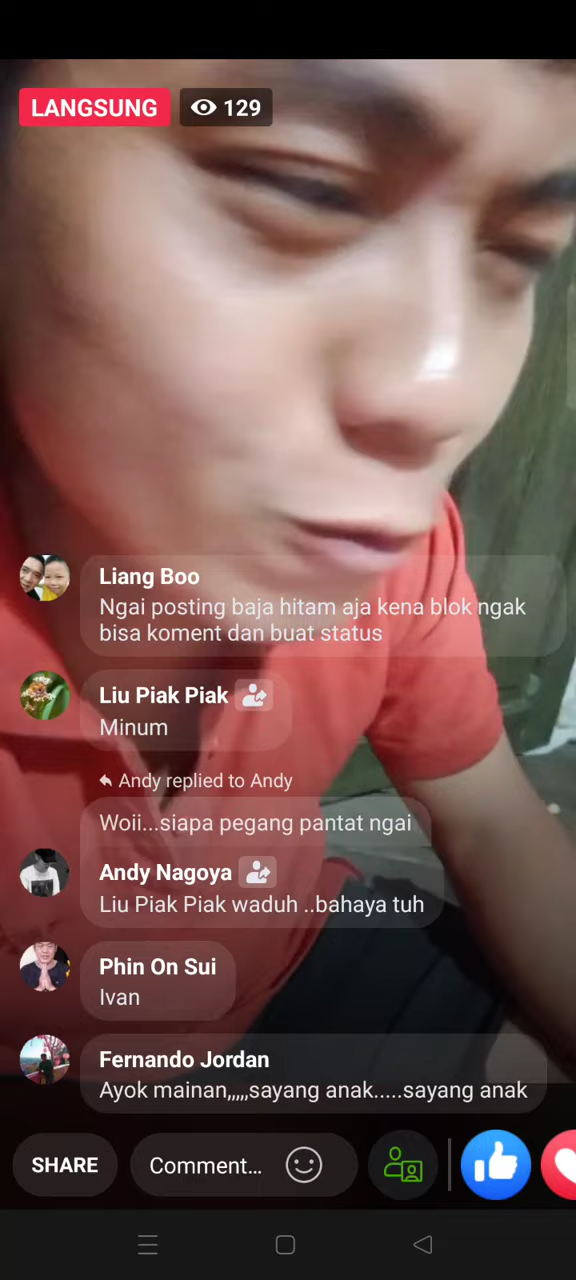 LANGSUNG 129
Liang Boo
Ngai posting baja hitam aja kena blok ngak
bisa koment dan buat status
Liu Piak Piak
Minum
Andy replied to Andy
Woii...siapa pegang pantat ngai
Andy Nagoya
Liu Piak Piak waduh ..bahaya tuh
Phin On Sui
Ivan
Fernando Jordan
Ayok mainan,,,,,sayang anak.....sayang anak
SHARE Comment...